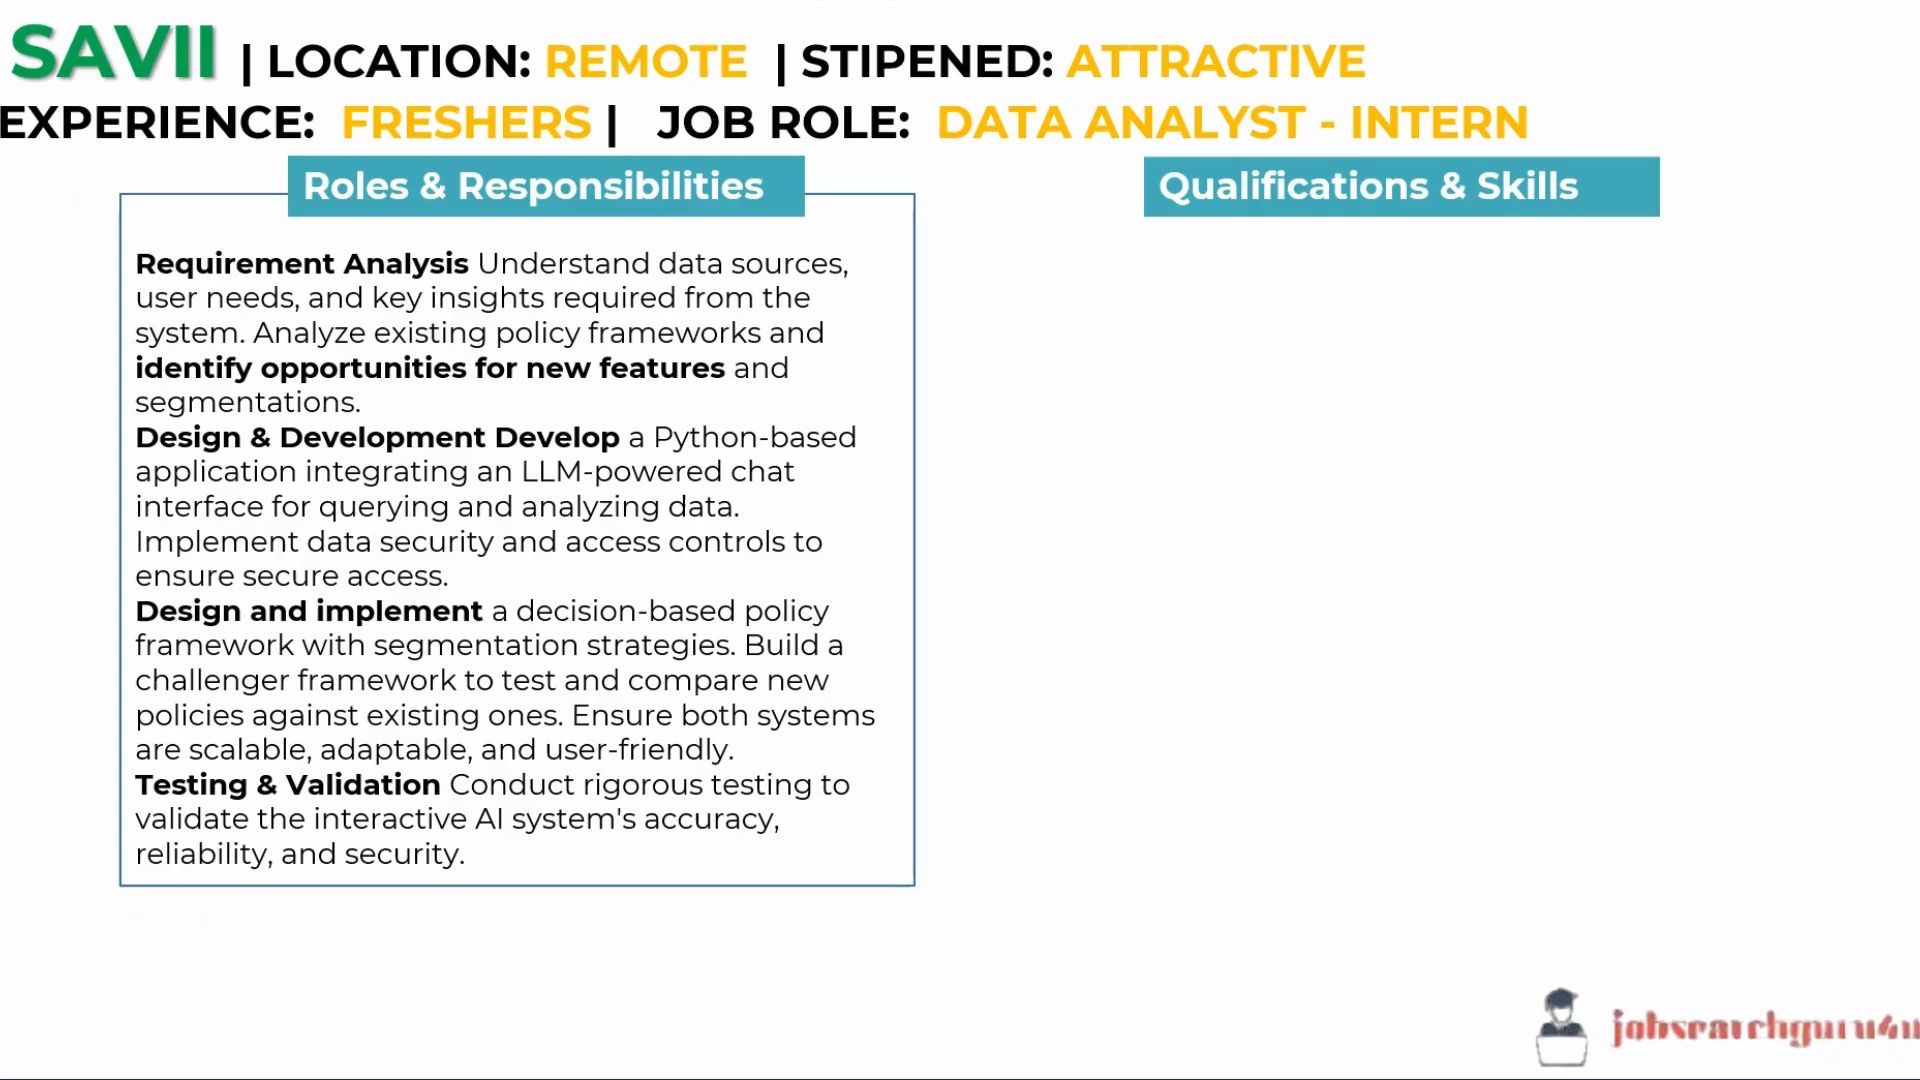 SAVII | LOCATION: REMOTE | STIPENED: ATTRACTIVE
EXPERIENCE: FRESHERS | JOB ROLE: DATA ANALYST - INTERN
Roles & Responsibilities
Requirement Analysis Understand data sources,
user needs, and key insights required from the
system. Analyze existing policy frameworks and
identify opportunities for new features and
segmentations.
Design & Development Develop a Python-based
application integrating an LLM-powered chat
interface for querying and analyzing data.
Implement data security and access controls to
ensure secure access.
Design and implement a decision-based policy
framework with segmentation strategies. Build a
challenger framework to test and compare new
policies against existing ones. Ensure both systems
are scalable, adaptable, and user-friendly.
Testing & Validation Conduct rigorous testing to
validate the interactive AI system's accuracy,
reliability, and security.
Qualifications & Skills
jobsearchguru4u